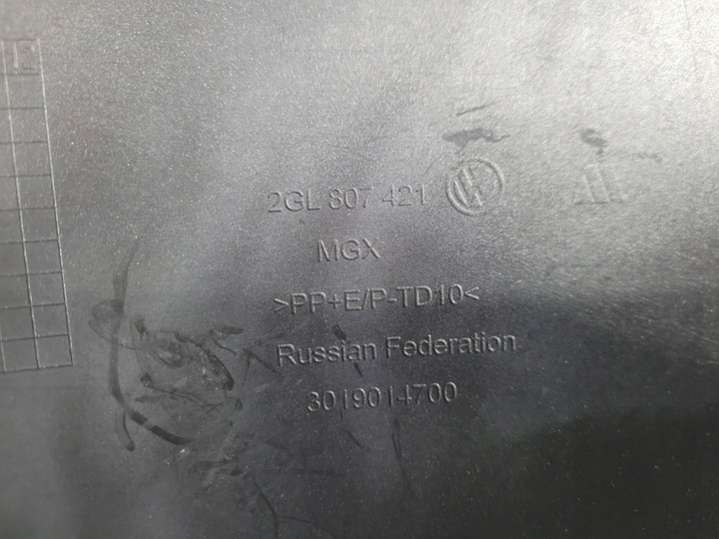 2GL 807 421
MGX
>PP+E/P-TD10<
Russian Federation
3019014700